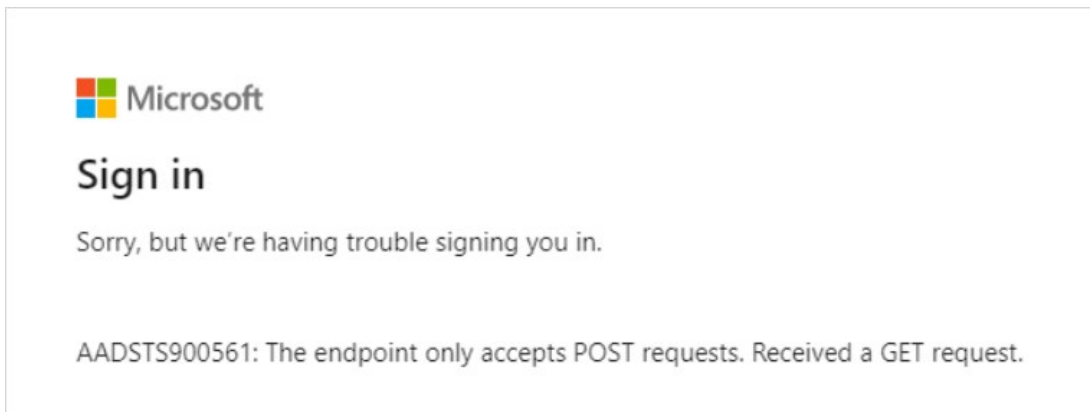 Microsoft
Sign in
Sorry, but we're having trouble signing you in.
AADSTS900561: The endpoint only accepts POST requests. Received a GET request.